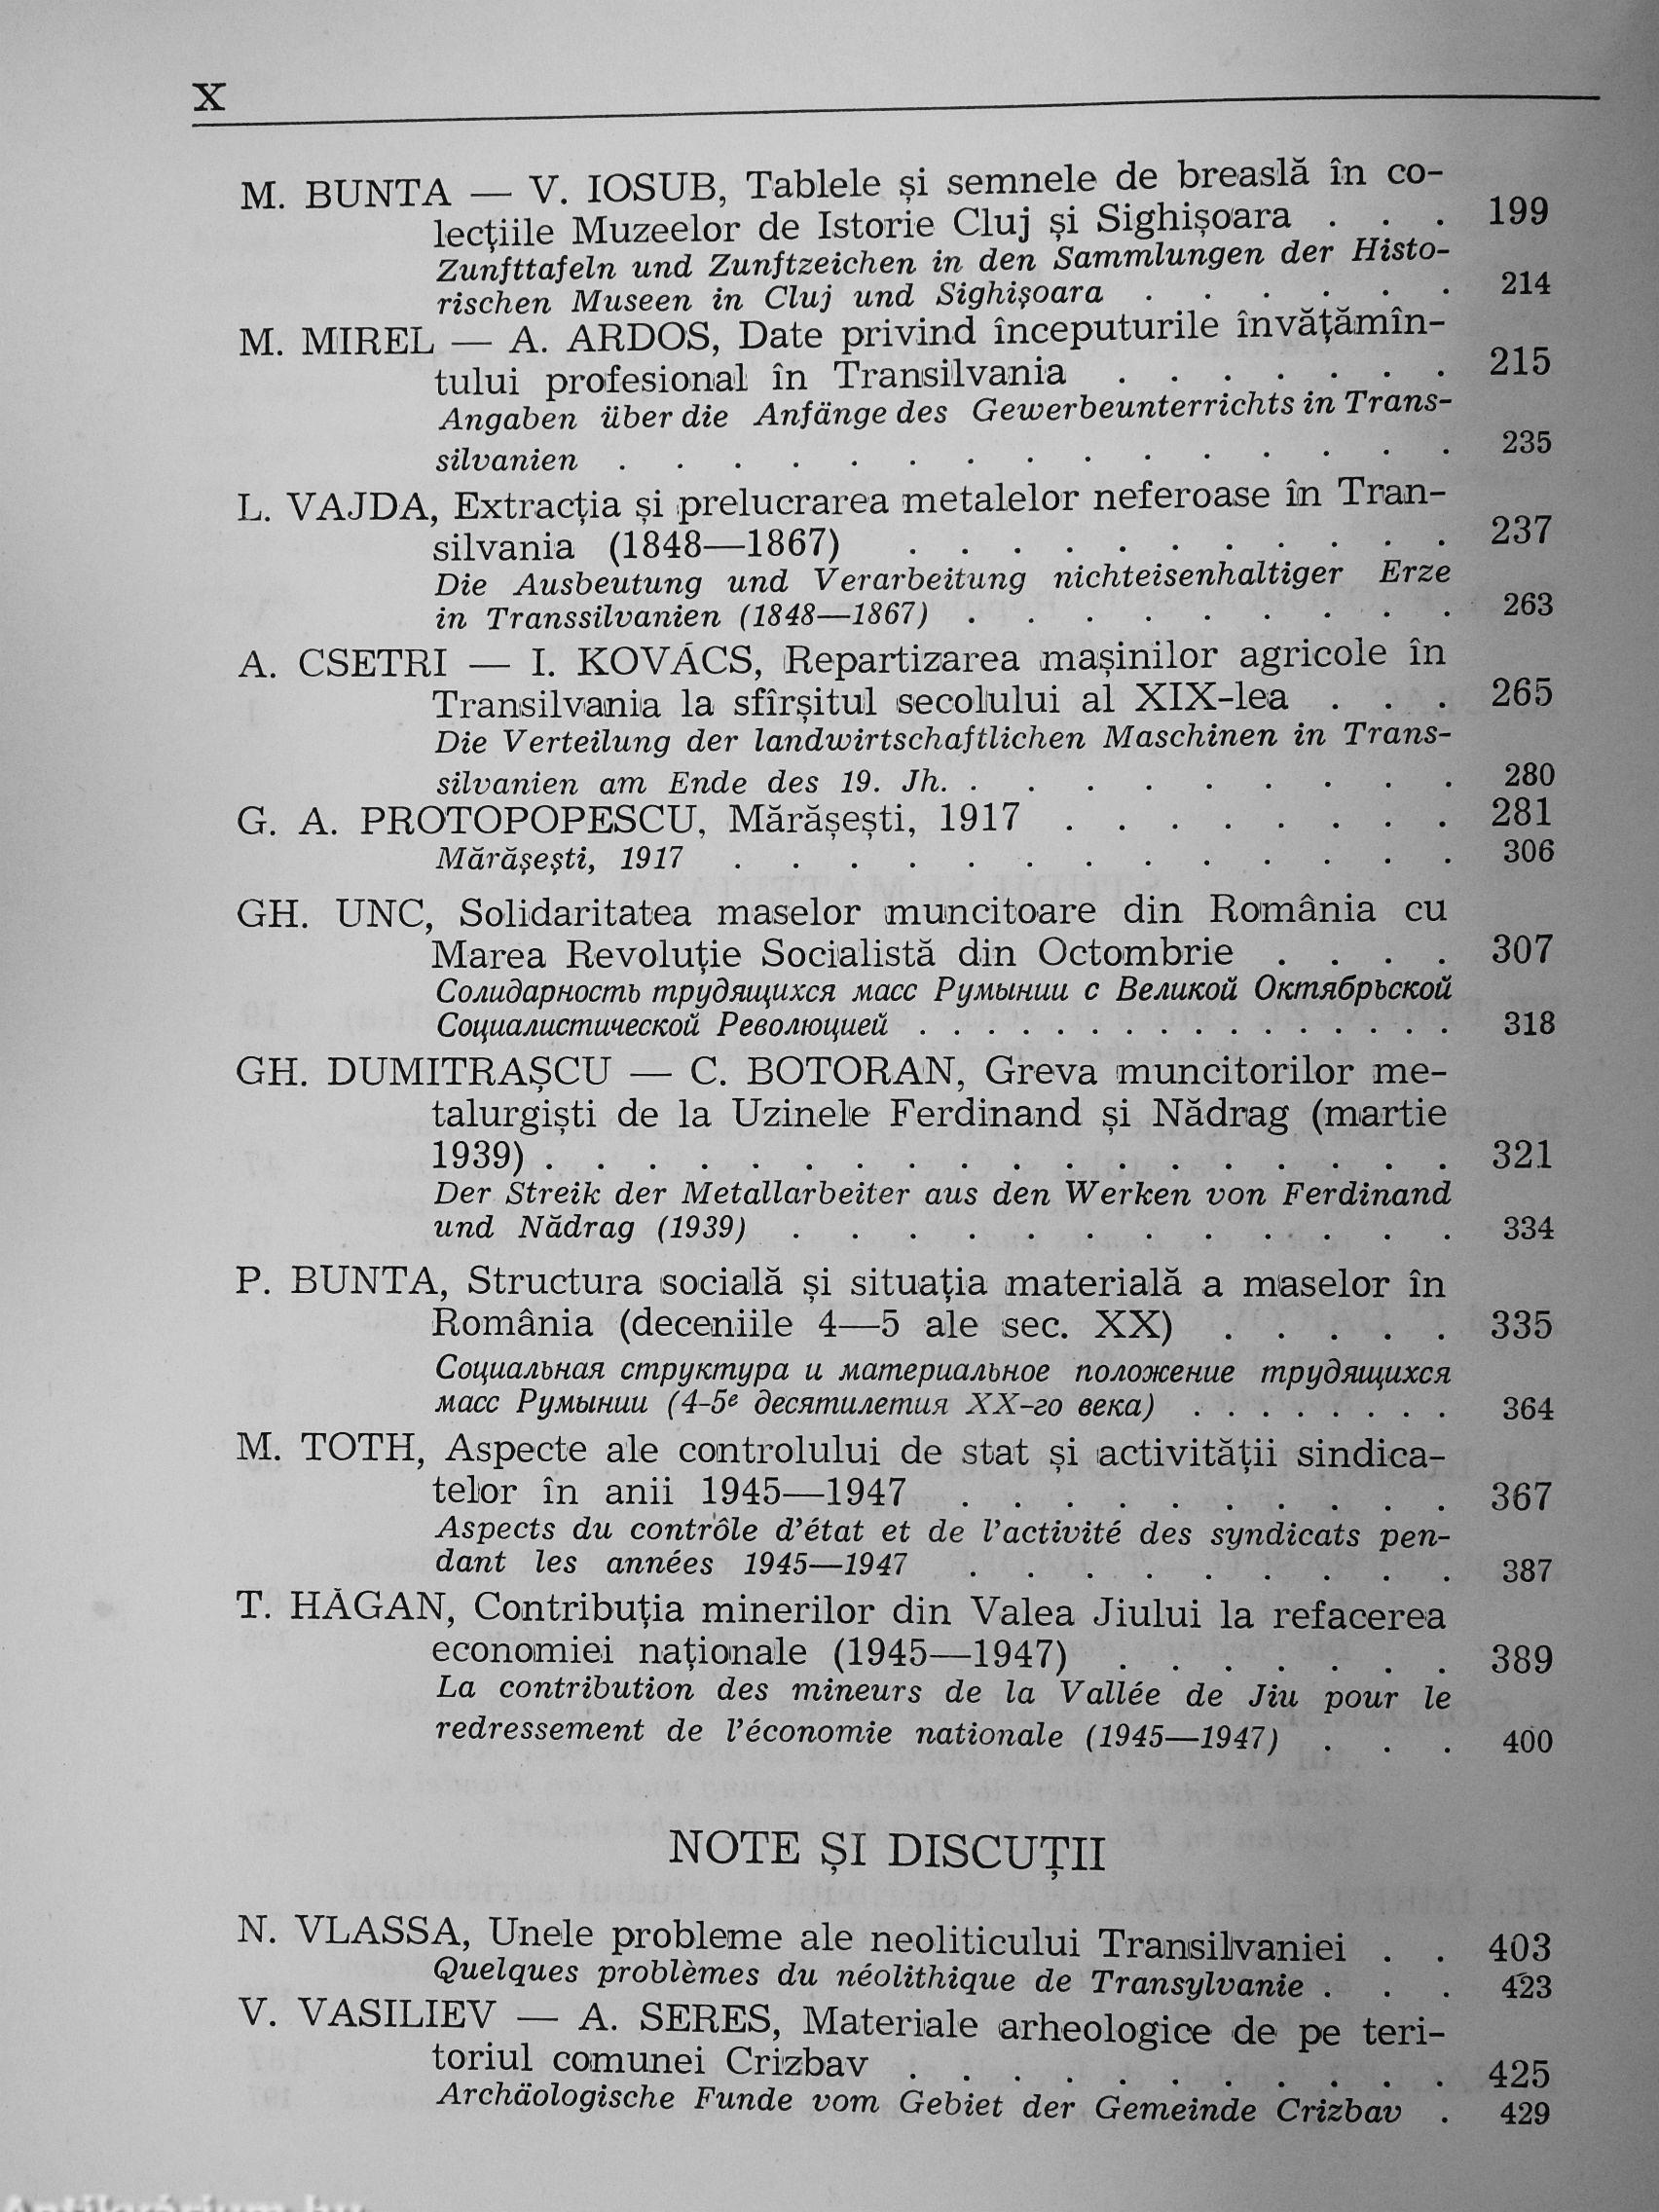 X
M. BUNTA — V. IOSUB, Tablele și semnele de breaslă în co-
lecțiile Muzeelor de Istorie Cluj și Sighișoara . . . 199
Zunfttafeln und Zunftzeichen in den Sammlungen der Histo-
rischen Museen in Cluj und Sighișoara . . . . . . 214
M. MIREL — A. ARDOS, Date privind începuturile învățămîn-
tului profesional în Transilvania . . . . . . . 215
Angaben über die Anfänge des Gewerbeunterrichts in Trans-
silvanien . . . . . . . . . . . . . . . 235
L. VAJDA, Extracția și prelucrarea metalelor neferoase în Tran-
silvania (1848—1867) . . . . . . . . . . . 237
Die Ausbeutung und Verarbeitung nichteisenhaltiger Erze
in Transsilvanien (1848—1867) . . . . . . . . . 263
A. CSETRI — I. KOVÁCS, Repartizarea mașinilor agricole în
Transilvania la sfîrșitul secolului al XIX-lea . . . 265
Die Verteilung der landwirtschaftlichen Maschinen in Trans-
silvanien am Ende des 19. Jh. . . . . . . . . . 280
G. A. PROTOPOPESCU, Mărășești, 1917 . . . . . . . . 281
Mărășești, 1917 . . . . . . . . . . . . . 306
GH. UNC, Solidaritatea maselor muncitoare din România cu
Marea Revoluție Socialistă din Octombrie . . . . 307
Солидарность трудящихся масс Румынии с Великой Октябрьской
Социалистической Революцией . . . . . . . . . . . . . . . 318
GH. DUMITRAȘCU — C. BOTORAN, Greva muncitorilor me-
talurgiști de la Uzinele Ferdinand și Nădrag (martie
1939) . . . . . . . . . . . . . . . . . . 321
Der Streik der Metallarbeiter aus den Werken von Ferdinand
und Nădrag (1939) . . . . . . . . . . . . 334
P. BUNTA, Structura socială și situația materială a maselor în
România (deceniile 4—5 ale sec. XX) . . . . . 335
Социальная структура и материальное положение трудящихся
масс Румынии (4-5е десятилетия XX-го века) . . . . . . . . 364
M. TOTH, Aspecte ale controlului de stat și activității sindica-
telor în anii 1945—1947 . . . . . . . . . . 367
Aspects du contrôle d’état et de l’activité des syndicats pen-
dant les années 1945—1947 . . . . . . . . . 387
T. HĂGAN, Contribuția minerilor din Valea Jiului la refacerea
economiei naționale (1945—1947) . . . . . . . 389
La contribution des mineurs de la Vallée de Jiu pour le
redressement de l’économie nationale (1945—1947) . . . 400
NOTE ȘI DISCUȚII
N. VLASSA, Unele probleme ale neoliticului Transilvaniei . . 403
Quelques problèmes du néolithique de Transylvanie . . . 423
V. VASILIEV — A. SERES, Materiale arheologice de pe teri-
toriul comunei Crizbav . . . . . . . . . . . 425
Archäologische Funde vom Gebiet der Gemeinde Crizbav . 429
Antikvárium.hu